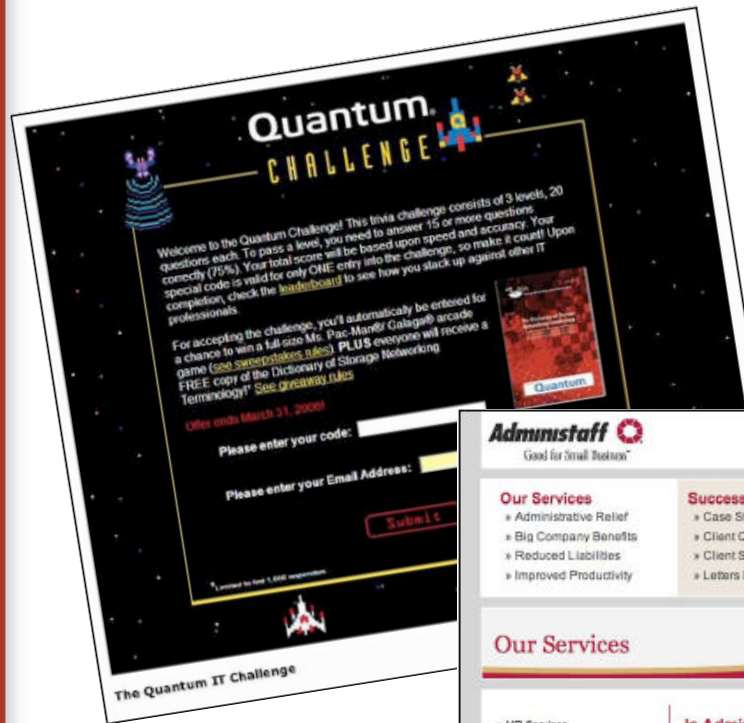 Quantum.
CHALLENGE
Welcome to the Quantum Challenge! This trivia challenge consists of 3 levels, 20
questions each. To pass a level, you need to answer 15 or more questions
correctly (75%). Your total score will be based upon speed and accuracy. Your
special code is valid for only ONE entry into the challenge, so make it count! Upon
completion, check the leaderboard to see how you stack up against other IT
professionals.
For accepting the challenge, you'll automatically be entered for
a chance to win a full-size Ms. Pac-Man®/ Galaga® arcade
game (see sweepstakes rules) PLUS everyone will receive a
FREE copy of the Dictionary of Storage Networking
Terminology!* See giveaway rules
Quantum
Offer ends March 31, 2006!
Please enter your code:
Please enter your Email Address:
Submit
*Limited to first 1,000 responders
The Quantum IT Challenge
Administaff
Good for Small Business
Our Services
» Administrative Relief
» Big Company Benefits
» Reduced Liabilities
» Improved Productivity
Success
» Case S
» Client
» Client S
» Letters
Our Services